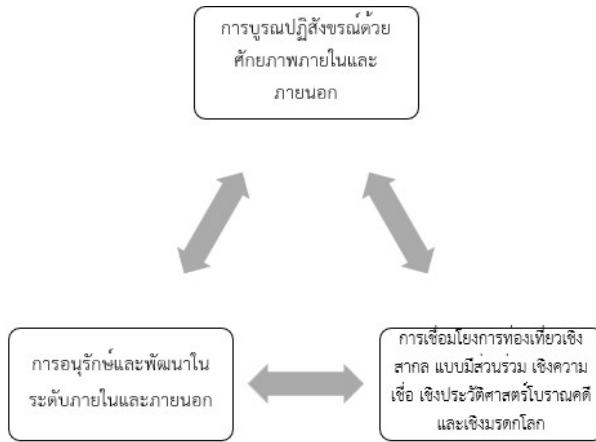 การบูรณปฏิสังขรณ์ด้วย
ศักยภาพภายในและ
ภายนอก
การอนุรักษ์และพัฒนาใน
ระดับภายในและภายนอก
การเชื่อมโยงการท่องเที่ยวเชิง
สากล แบบมีส่วนร่วม เชิงความ
เชื่อ เชิงประวัติศาสตร์โบราณคดี
และเชิงมรดกโลก